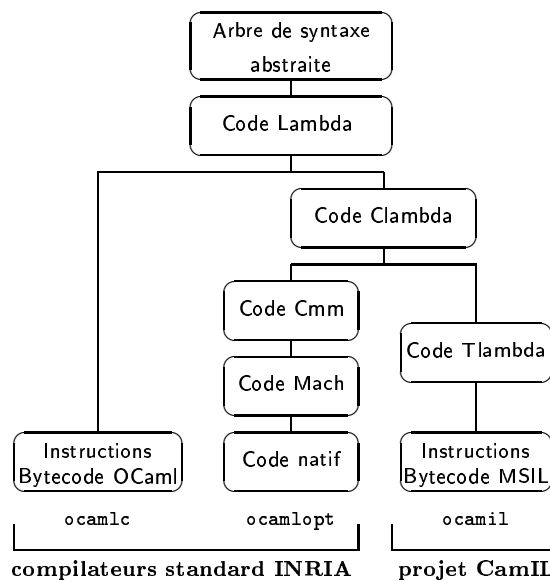 Arbre de syntaxe
abstraite
Code Lambda
Code Clambda
Code Cmm
Code Tlambda
Code Mach
Instructions
Bytecode OCaml
Code natif
Instructions
Bytecode MSIL
ocamlc
ocamlopt
ocamil
compilateurs standard INRIA
projet CamIL